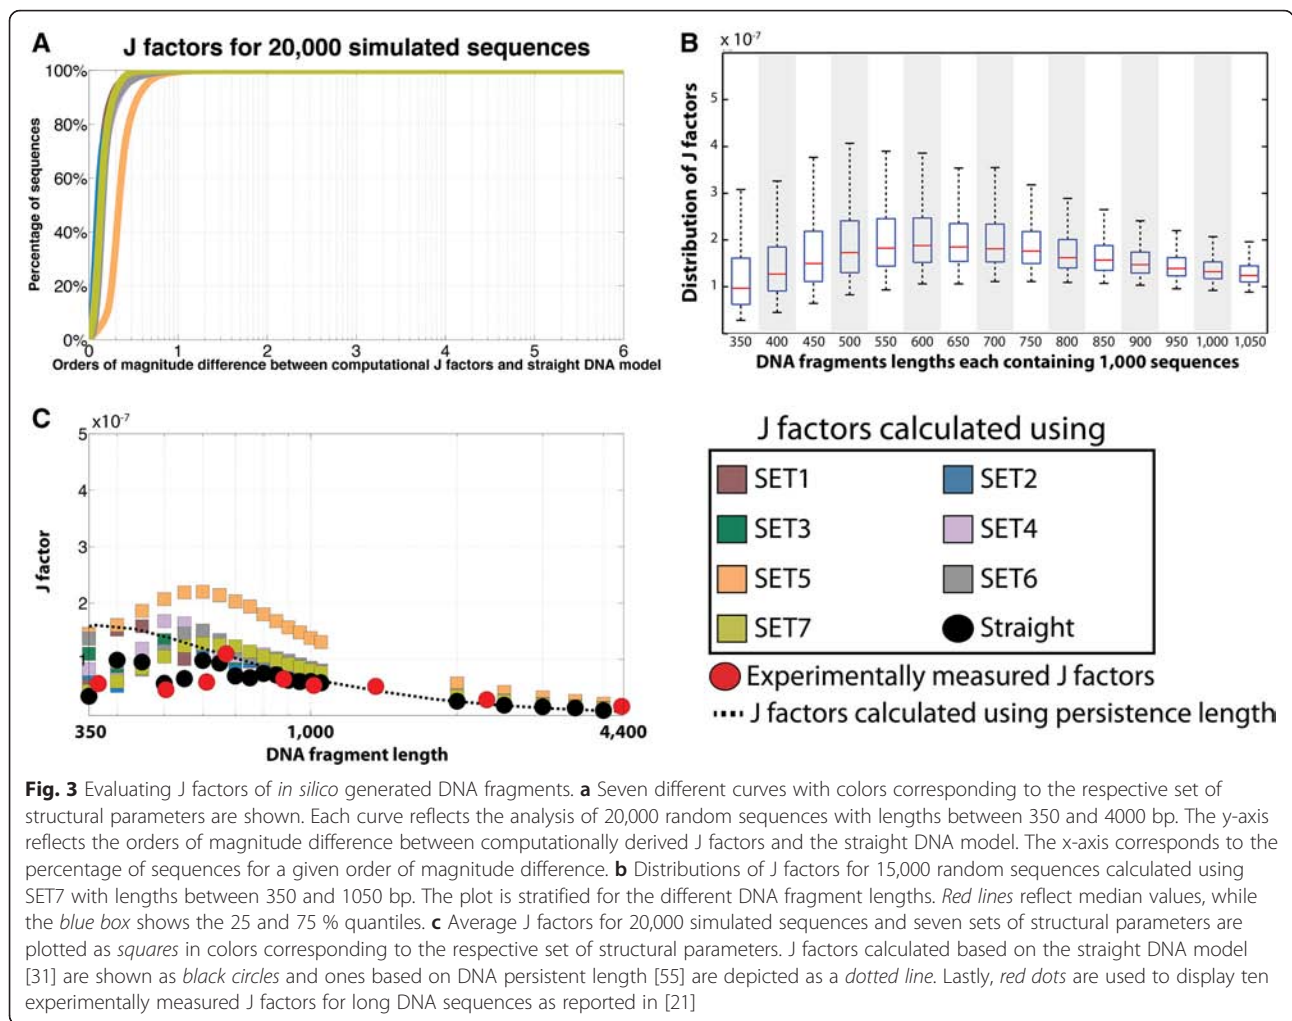 A
J factors for 20,000 simulated sequences
Percentage of sequences
100%
80%
60%
40%
20%
0%
0 1 2 3 4 5 6
Orders of magnitude difference between computational J factors and straight DNA model
B
x 10-7
Distribution of J factors
5
4
3
2
1
350 400 450 500 550 600 650 700 750 800 850 900 950 1,000 1,050
DNA fragments lengths each containing 1,000 sequences
C
x10-7
J factor
5
4
3
2
1
350 1,000 4,400
DNA fragment length
J factors calculated using
SET1 SET2
SET3 SET4
SET5 SET6
SET7 Straight
Experimentally measured J factors
J factors calculated using persistence length
Fig. 3 Evaluating J factors of in silico generated DNA fragments. a Seven different curves with colors corresponding to the respective set of
structural parameters are shown. Each curve reflects the analysis of 20,000 random sequences with lengths between 350 and 4000 bp. The y-axis
reflects the orders of magnitude difference between computationally derived J factors and the straight DNA model. The x-axis corresponds to the
percentage of sequences for a given order of magnitude difference. b Distributions of J factors for 15,000 random sequences calculated using
SET7 with lengths between 350 and 1050 bp. The plot is stratified for the different DNA fragment lengths. Red lines reflect median values, while
the blue box shows the 25 and 75 % quantiles. c Average J factors for 20,000 simulated sequences and seven sets of structural parameters are
plotted as squares in colors corresponding to the respective set of structural parameters. J factors calculated based on the straight DNA model
[31] are shown as black circles and ones based on DNA persistent length [55] are depicted as a dotted line. Lastly, red dots are used to display ten
experimentally measured J factors for long DNA sequences as reported in [21]